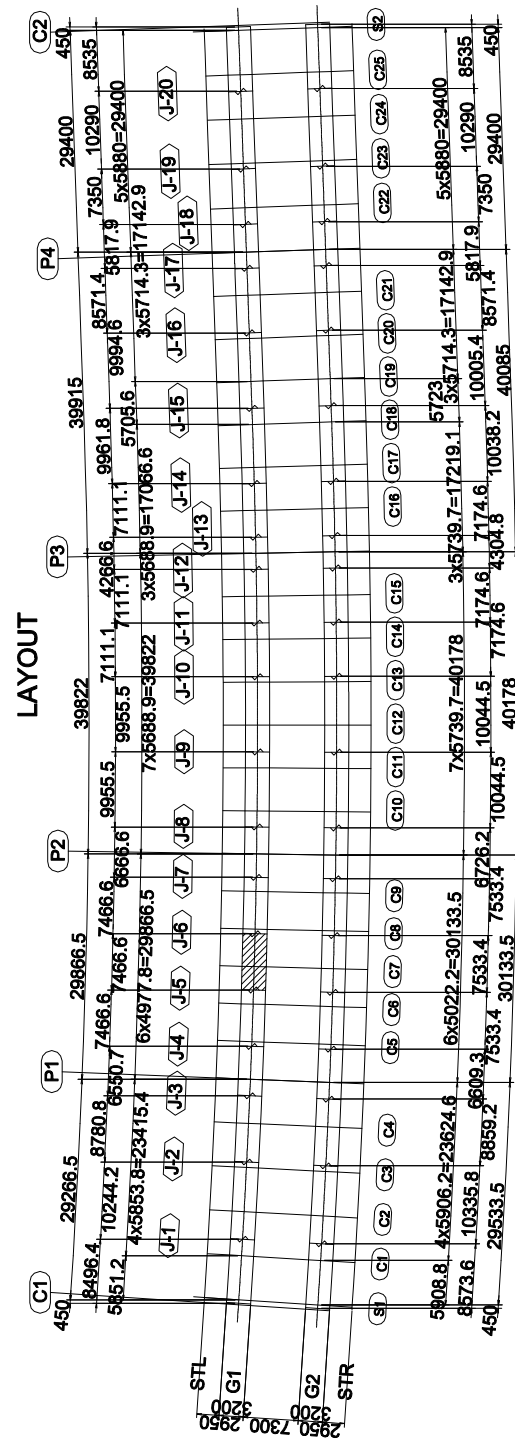 LAYOUT
C1 P1 P2 P3 P4 C2
450 29266.5 29866.5 39822 39915 29400 450
8496.4 10244.2 8780.8 6550.7 7466.6 7466.6 7466.6 6666.6 9955.5 9955.5 7111.1 7111.1 4266.6 7111.1 9961.8 9994.6 8571.4 5817.9 7350 10290 8535
5851.2 4x5853.8=23415.4 6x4977.8=29866.5 7x5688.9=39822 3x5688.9=17066.6 5705.6 3x5714.3=17142.9 5x5880=29400
J-1 J-2 J-3 J-4 J-5 J-6 J-7 J-8 J-9 J-10 J-11 J-12 J-13 J-14 J-15 J-16 J-17 J-18 J-19 J-20
STL
G1
G2
STR
2950 3200 7300 3200 2950
S1 C1 C2 C3 C4 C5 C6 C7 C8 C9 C10 C11 C12 C13 C14 C15 C16 C17 C18 C19 C20 C21 C22 C23 C24 C25 S2
5908.8 4x5906.2=23624.6 6x5022.2=30133.5 7x5739.7=40178 3x5739.7=17219.1 5723 3x5714.3=17142.9 5x5880=29400
8573.6 10335.8 8859.2 6609.3 7533.4 7533.4 7533.4 6726.2 10044.5 10044.5 7174.6 7174.6 4304.8 7174.6 10038.2 10005.4 8571.4 5817.9 7350 10290 8535
450 29533.5 30133.5 40178 40085 29400 450